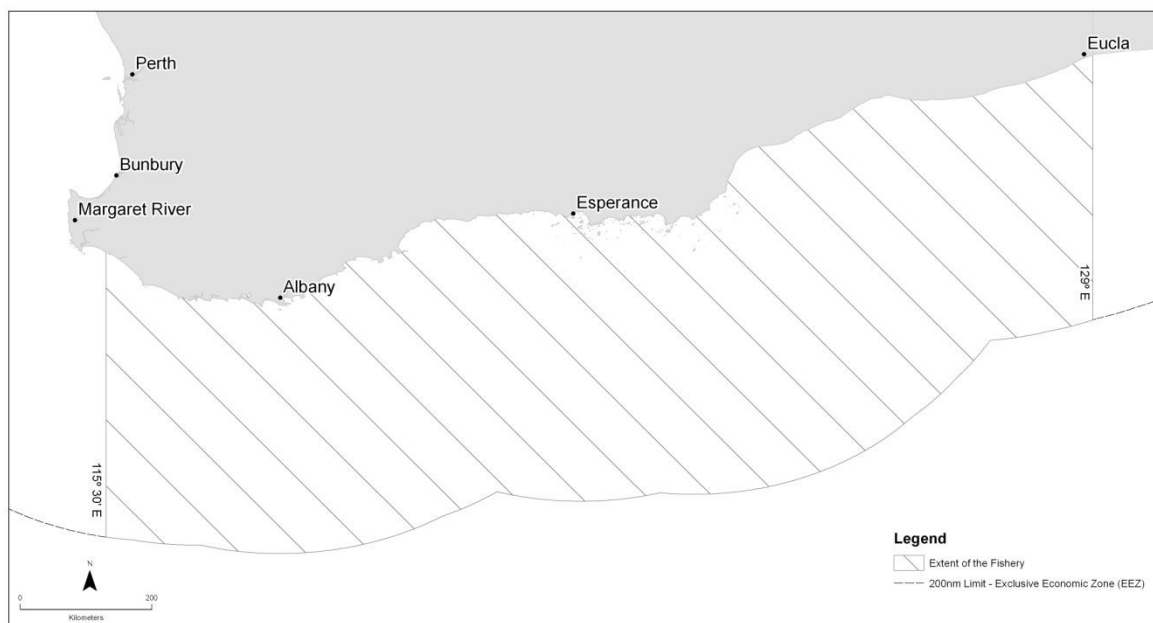 Eucla
Perth
Bunbury
Margaret River
Esperance
Albany
129° E
115° 30' E
Legend
Extent of the Fishery
200nm Limit - Exclusive Economic Zone (EEZ)
N
0 200
Kilometers